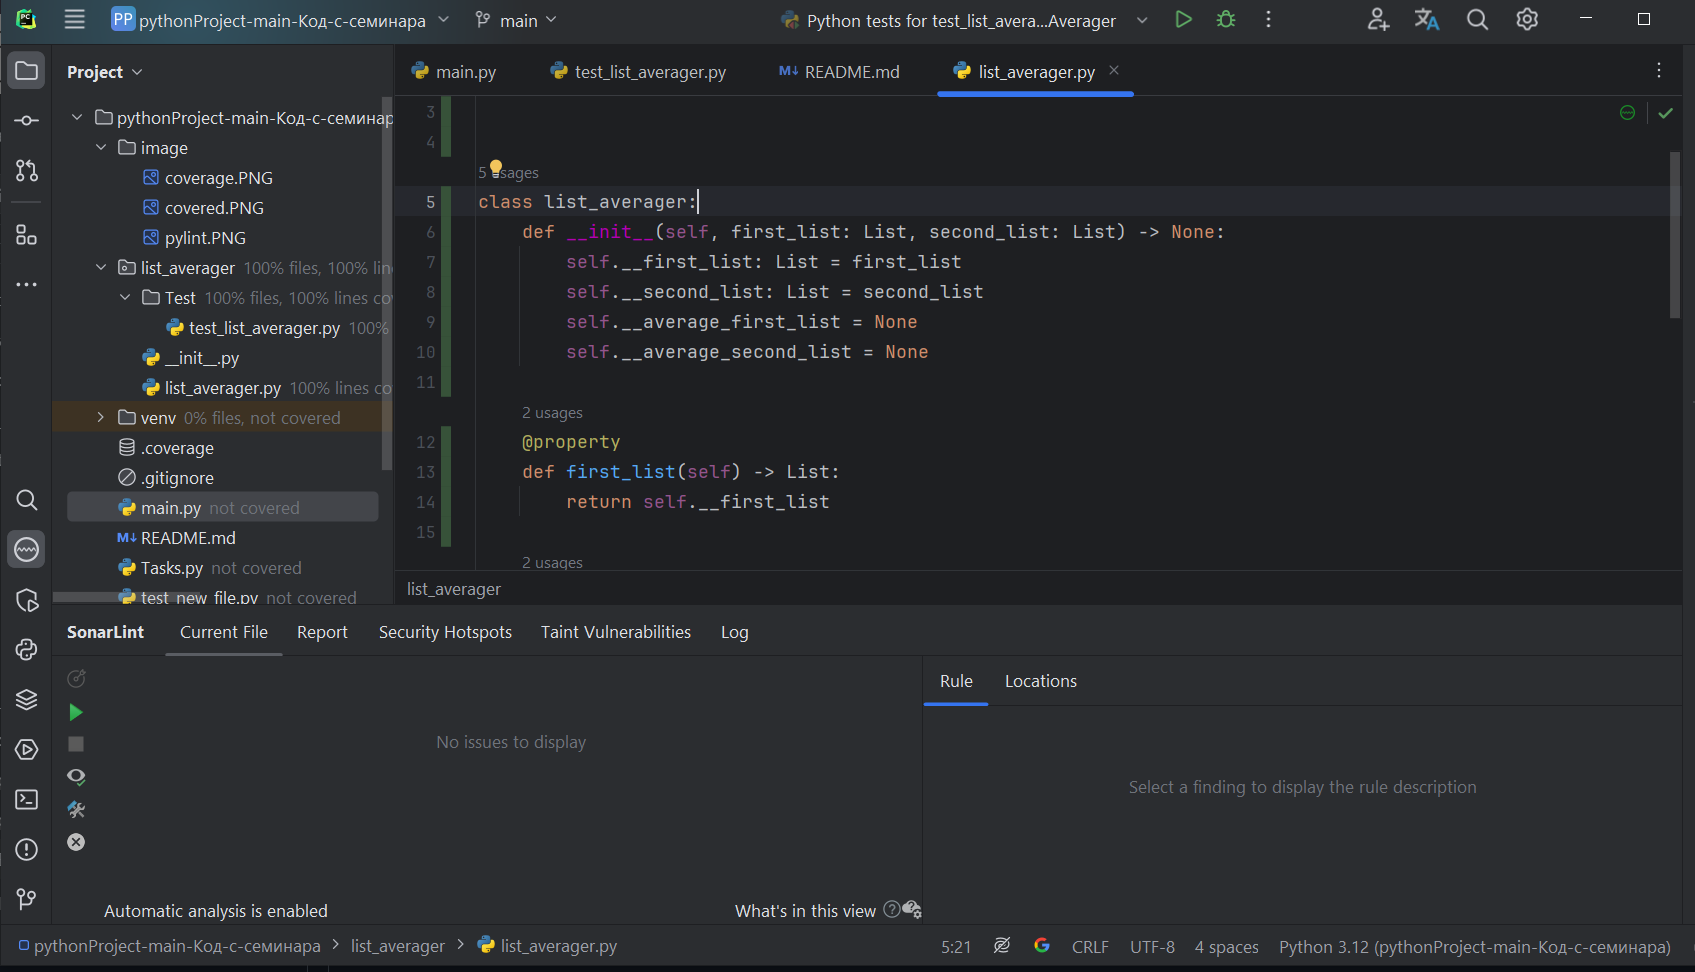 PC
PP pythonProject-main-Код-с-семинара
main
Python tests for test_list_avera...Averager
Project
main.py
test_list_averager.py
M↓ README.md
list_averager.py
pythonProject-main-Код-с-семинар
image
coverage.PNG
covered.PNG
pylint.PNG
list_averager 100% files, 100% lin
Test 100% files, 100% lines co
test_list_averager.py 100%
__init__.py
list_averager.py 100% lines co
venv 0% files, not covered
.coverage
.gitignore
main.py not covered
M↓ README.md
Tasks.py not covered
test_new_file.py not covered
3
4
5 usages
5 class list_averager:
6 def __init__(self, first_list: List, second_list: List) -> None:
7 self.__first_list: List = first_list
8 self.__second_list: List = second_list
9 self.__average_first_list = None
10 self.__average_second_list = None
11
2 usages
12 @property
13 def first_list(self) -> List:
14 return self.__first_list
15
2 usages
list_averager
SonarLint
Current File
Report
Security Hotspots
Taint Vulnerabilities
Log
No issues to display
Rule
Locations
Select a finding to display the rule description
Automatic analysis is enabled
What's in this view
pythonProject-main-Код-с-семинара > list_averager > list_averager.py
5:21
G
CRLF
UTF-8
4 spaces
Python 3.12 (pythonProject-main-Код-с-семинара)